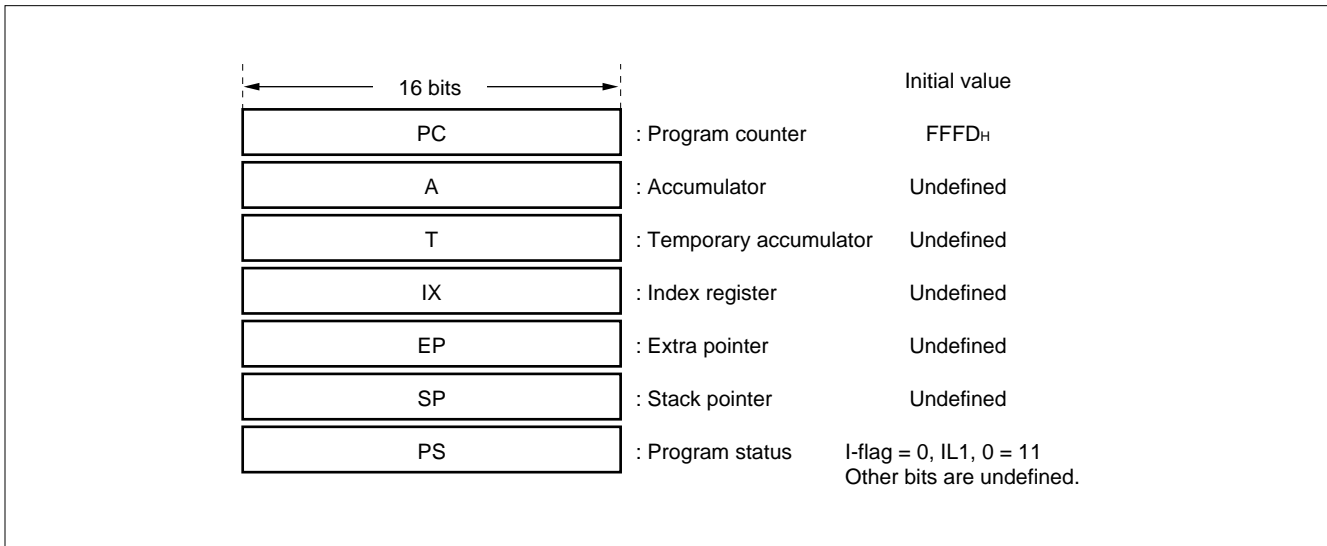 16 bits Initial value
PC : Program counter FFFDH
A : Accumulator Undefined
T : Temporary accumulator Undefined
IX : Index register Undefined
EP : Extra pointer Undefined
SP : Stack pointer Undefined
PS : Program status I-flag = 0, IL1, 0 = 11
Other bits are undefined.